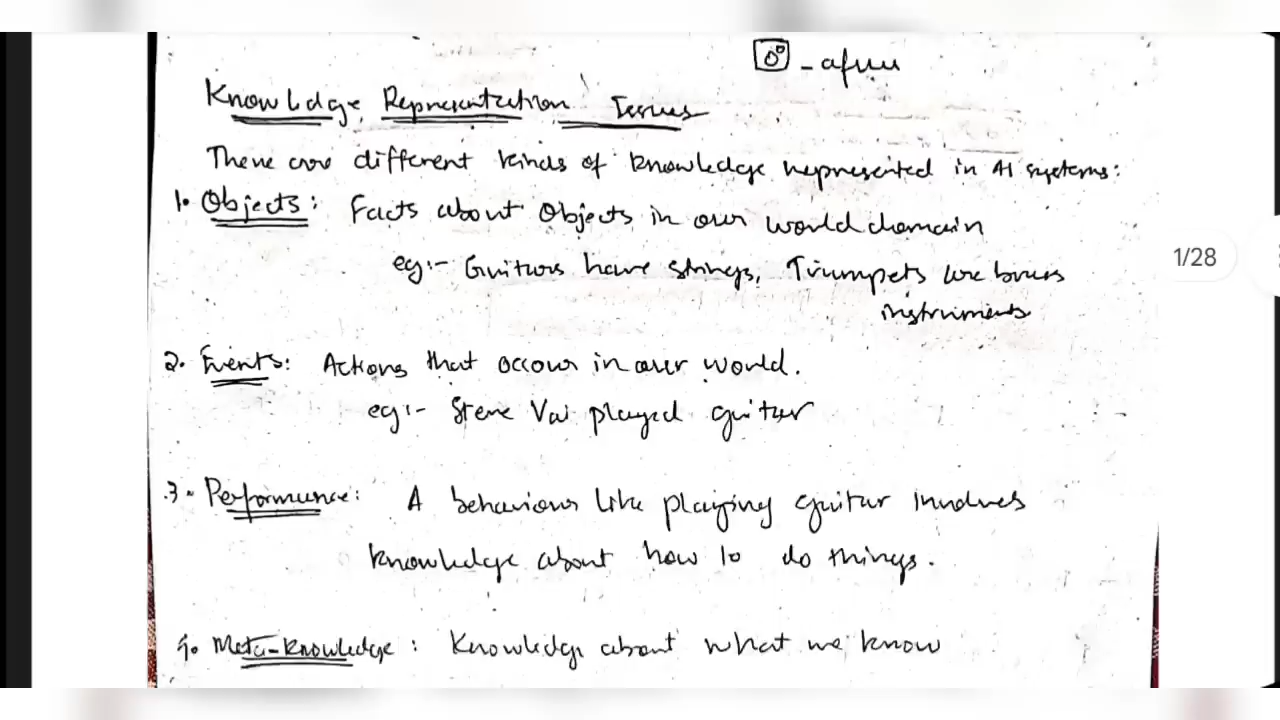 - afnu
Knowledge Representation Issues
There are different kinds of knowledge represented in AI systems:
1. Objects: Facts about Objects in our world domain
eg:- Guitars have strings, Trumpets are brass
instruments
1/28
2. Events: Actions that occur in our world.
eg:- Steve Vai played guitar
3. Performance: A behaviour like playing guitar involves
knowledge about how to do things.
4. Meta-Knowledge: Knowledge about what we know